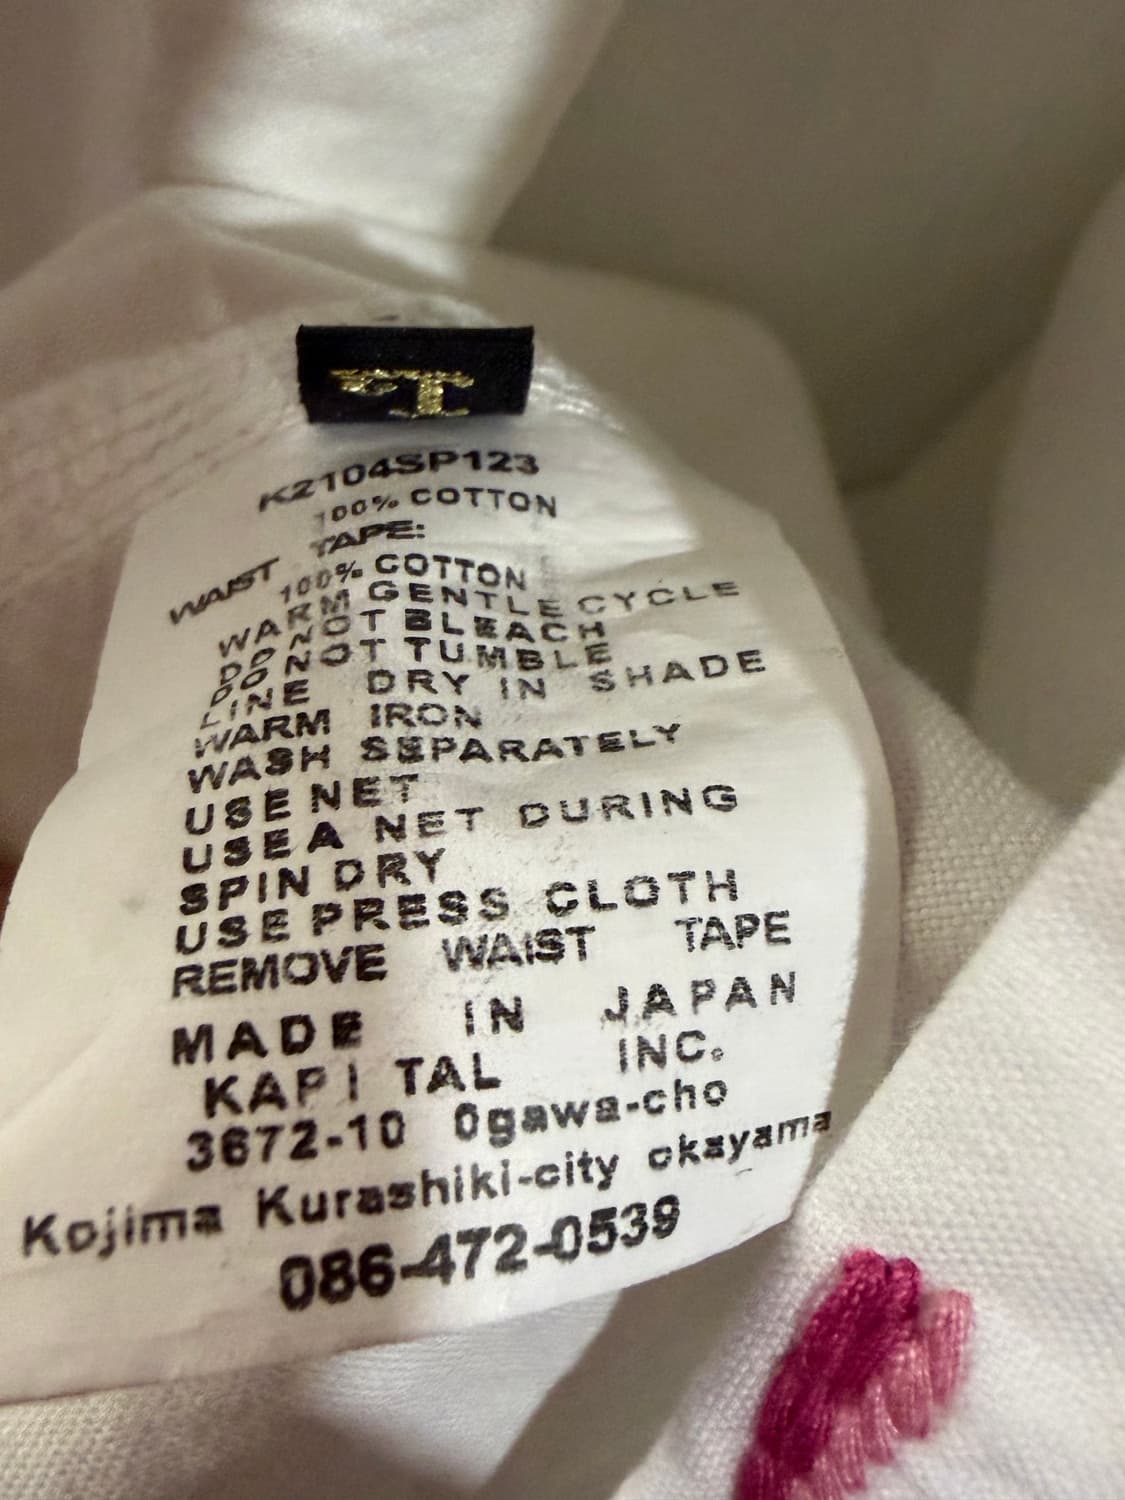 K2104SP123
100% COTTON
WAIST TAPE:
100% COTTON
WARM GENTLE CYCLE
DO NOT BLEACH
DO NOT TUMBLE
LINE DRY IN SHADE
WARM IRON
WASH SEPARATELY
USE NET
USE A NET DURING
SPIN DRY
USE PRESS CLOTH
REMOVE WAIST TAPE
MADE IN JAPAN
KAPITAL INC.
3672-10 Ogawa-cho
Kojima Kurashiki-city okayama
086-472-0539